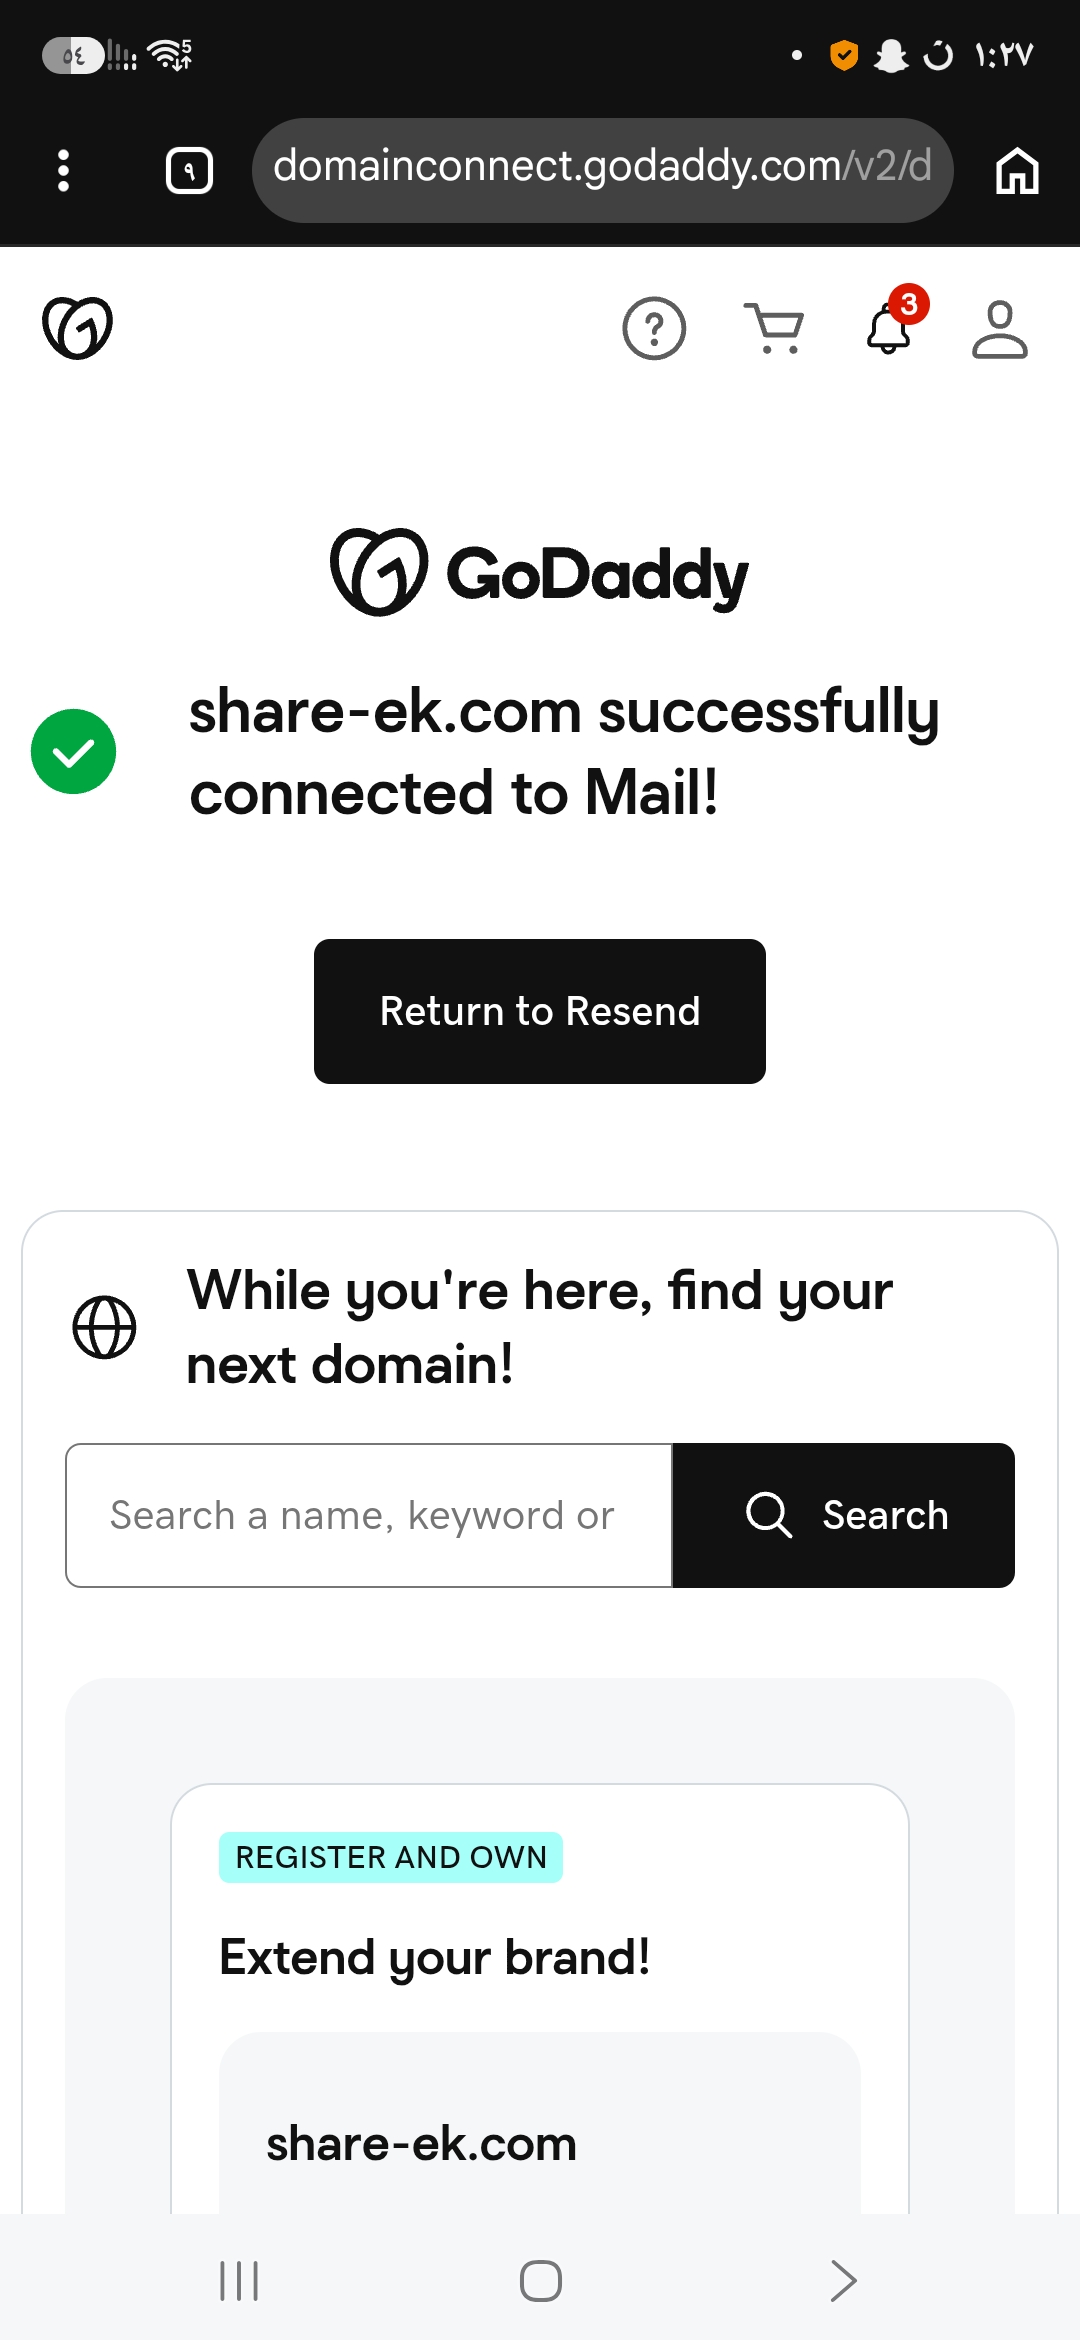 ٥٤
5
١:٢٧
٩
domainconnect.godaddy.com/v2/d
3
GoDaddy
share-ek.com successfully
connected to Mail!
Return to Resend
While you're here, find your
next domain!
Search a name, keyword or
Search
REGISTER AND OWN
Extend your brand!
share-ek.com